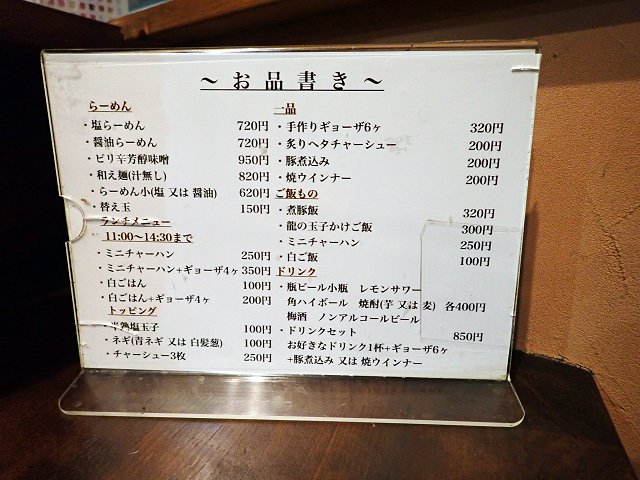 ～お品書き～
らーめん
・塩らーめん 720円
・醤油らーめん 720円
・ピリ辛芳醇味噌 950円
・和え麺(汁無し) 820円
・らーめん小(塩 又は 醤油) 620円
・替え玉 150円
ランチメニュー
11:00～14:30まで
・ミニチャーハン 250円
・ミニチャーハン+ギョーザ4ヶ 350円
・白ごはん 100円
・白ごはん+ギョーザ4ヶ 200円
トッピング
・半熟塩玉子 100円
・ネギ(青ネギ 又は 白髪葱) 100円
・チャーシュー3枚 250円
一品
・手作りギョーザ6ヶ 320円
・炙りヘタチャーシュー 200円
・豚煮込み 200円
・焼ウインナー 200円
ご飯もの
・煮豚飯 320円
・龍の玉子かけご飯 300円
・ミニチャーハン 250円
・白ご飯 100円
ドリンク
・瓶ビール小瓶 レモンサワー
角ハイボール 焼酎(芋 又は 麦) 各400円
梅酒 ノンアルコールビール
・ドリンクセット 850円
お好きなドリンク1杯+ギョーザ6ヶ
+豚煮込み 又は 焼ウインナー